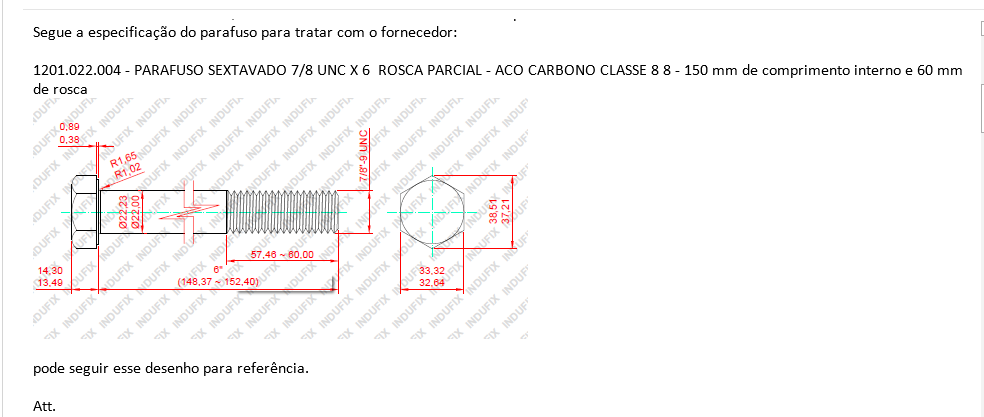 Segue a especificação do parafuso para tratar com o fornecedor:
1201.022.004 - PARAFUSO SEXTAVADO 7/8 UNC X 6 ROSCA PARCIAL - ACO CARBONO CLASSE 8 8 - 150 mm de comprimento interno e 60 mm
de rosca
INDUFIX
0,89
0,38
R1,65
R1,02
Ø22,23
Ø22,00
7/8"-9 UNC
38,51
37,21
57,46 ~ 60,00
14,30
13,49
6"
(148,37 ~ 152,40)
33,32
32,64
pode seguir esse desenho para referência.
Att.